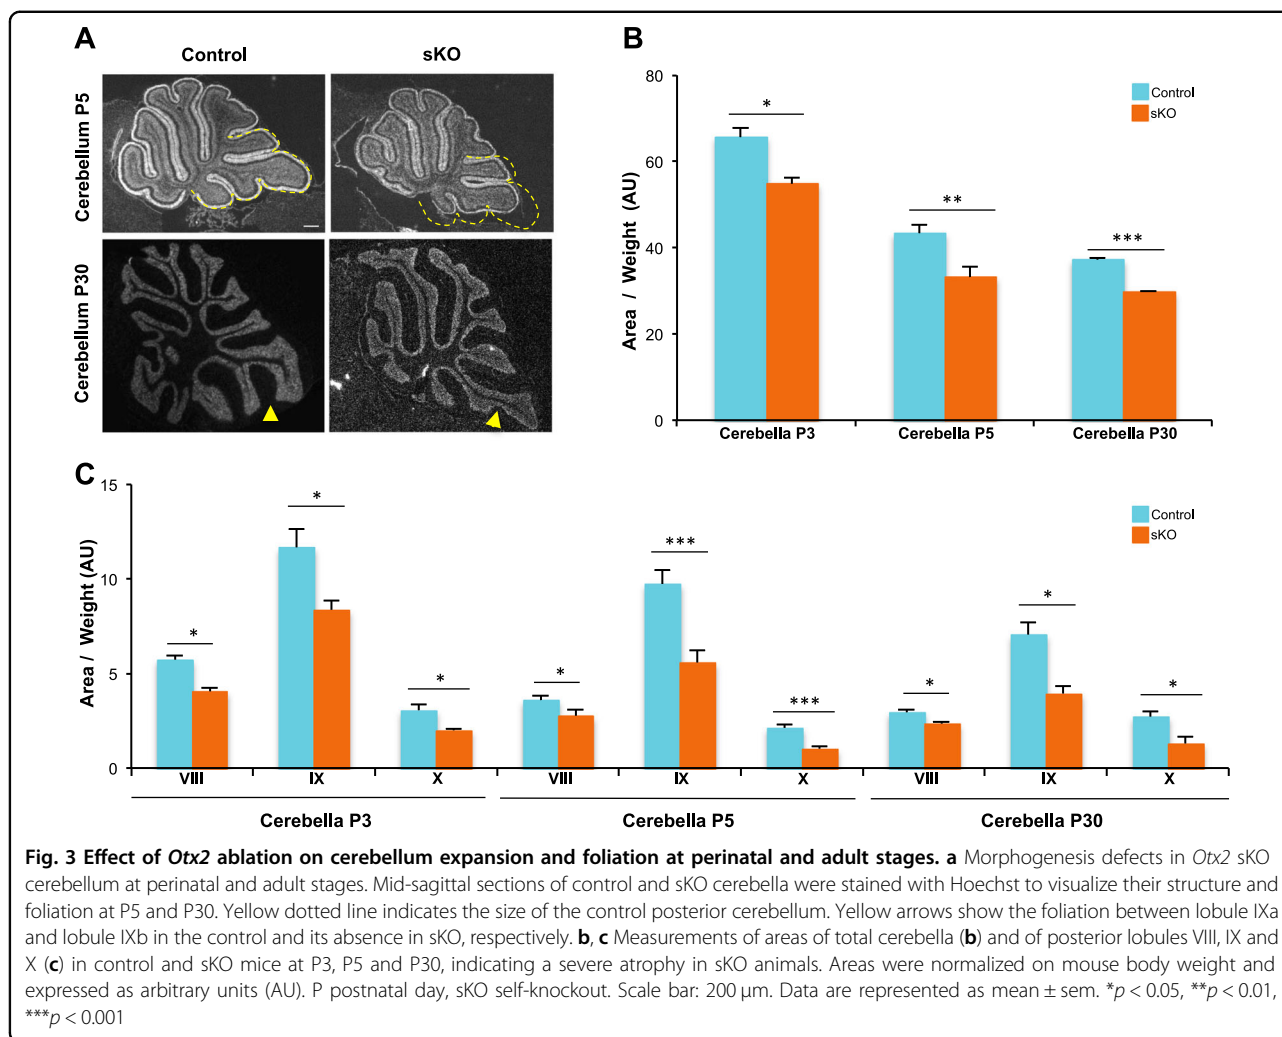 A
Control
sKO
Cerebellum P5
Cerebellum P30
B
Area / Weight (AU)
80
60
40
20
0
*
**
***
Control
sKO
Cerebella P3
Cerebella P5
Cerebella P30
C
Area / Weight (AU)
15
10
5
0
*
*
*
*
***
***
*
*
*
Control
sKO
VIII
IX
X
VIII
IX
X
VIII
IX
X
Cerebella P3
Cerebella P5
Cerebella P30
Fig. 3 Effect of Otx2 ablation on cerebellum expansion and foliation at perinatal and adult stages. a Morphogenesis defects in Otx2 sKO
cerebellum at perinatal and adult stages. Mid-sagittal sections of control and sKO cerebella were stained with Hoechst to visualize their structure and
foliation at P5 and P30. Yellow dotted line indicates the size of the control posterior cerebellum. Yellow arrows show the foliation between lobule IXa
and lobule IXb in the control and its absence in sKO, respectively. b, c Measurements of areas of total cerebella (b) and of posterior lobules VIII, IX and
X (c) in control and sKO mice at P3, P5 and P30, indicating a severe atrophy in sKO animals. Areas were normalized on mouse body weight and
expressed as arbitrary units (AU). P postnatal day, sKO self-knockout. Scale bar: 200 µm. Data are represented as mean ± sem. *p < 0.05, **p < 0.01,
***p < 0.001